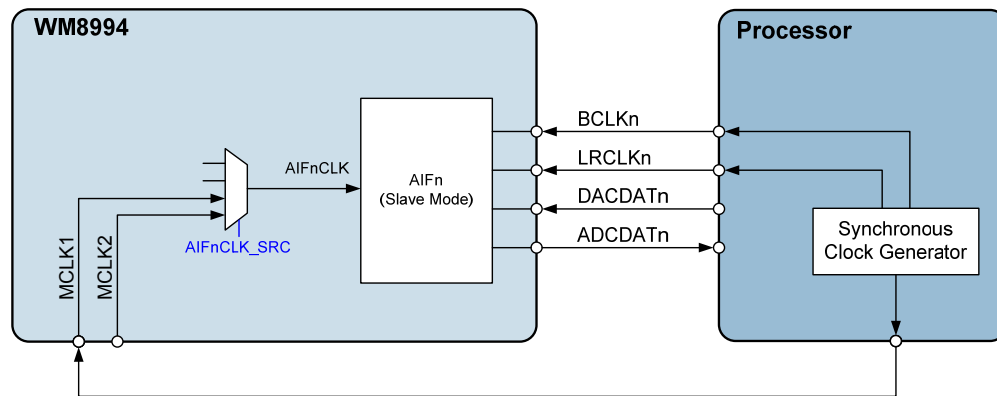 WM8994
Processor
BCLKn
LRCLKn
DACDATn
ADCDATn
AIFnCLK
AIFn
(Slave Mode)
AIFnCLK_SRC
MCLK1
MCLK2
Synchronous
Clock Generator